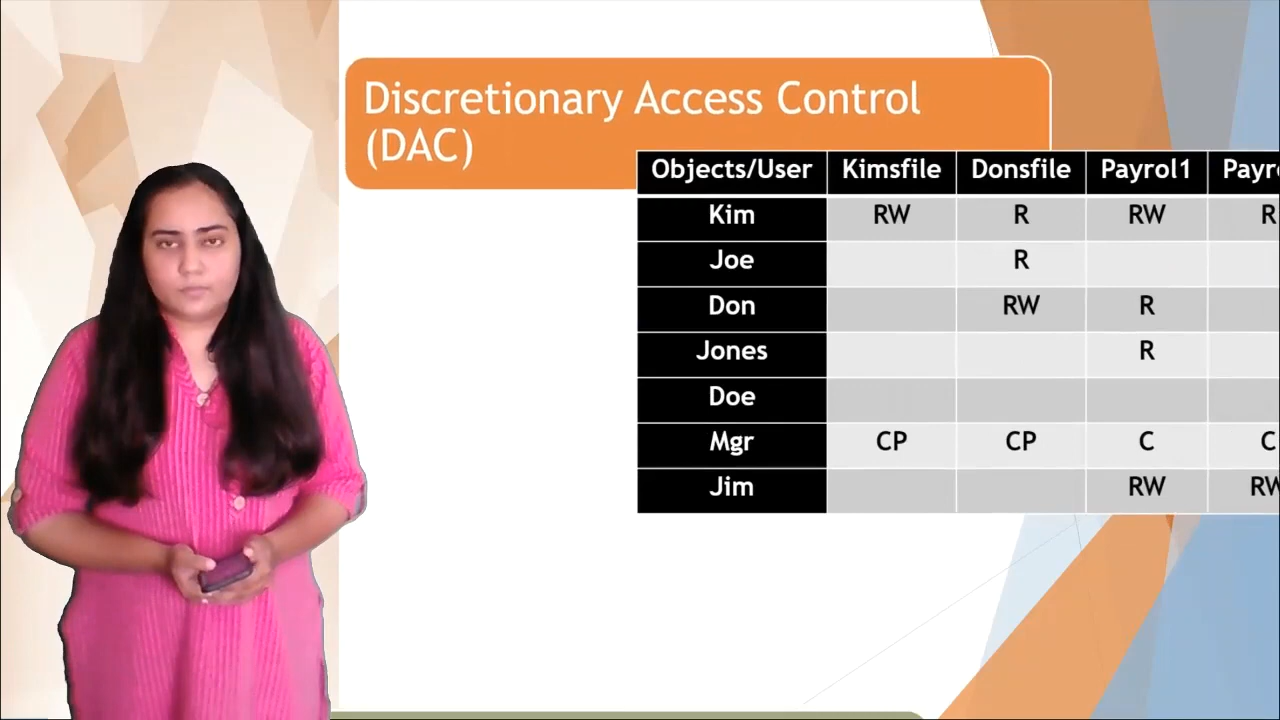 Discretionary Access Control
(DAC)
Objects/User Kimsfile Donsfile Payrol1
Kim RW R RW R
Joe R
Don RW R
Jones R
Doe
Mgr CP CP C C
Jim RW RW